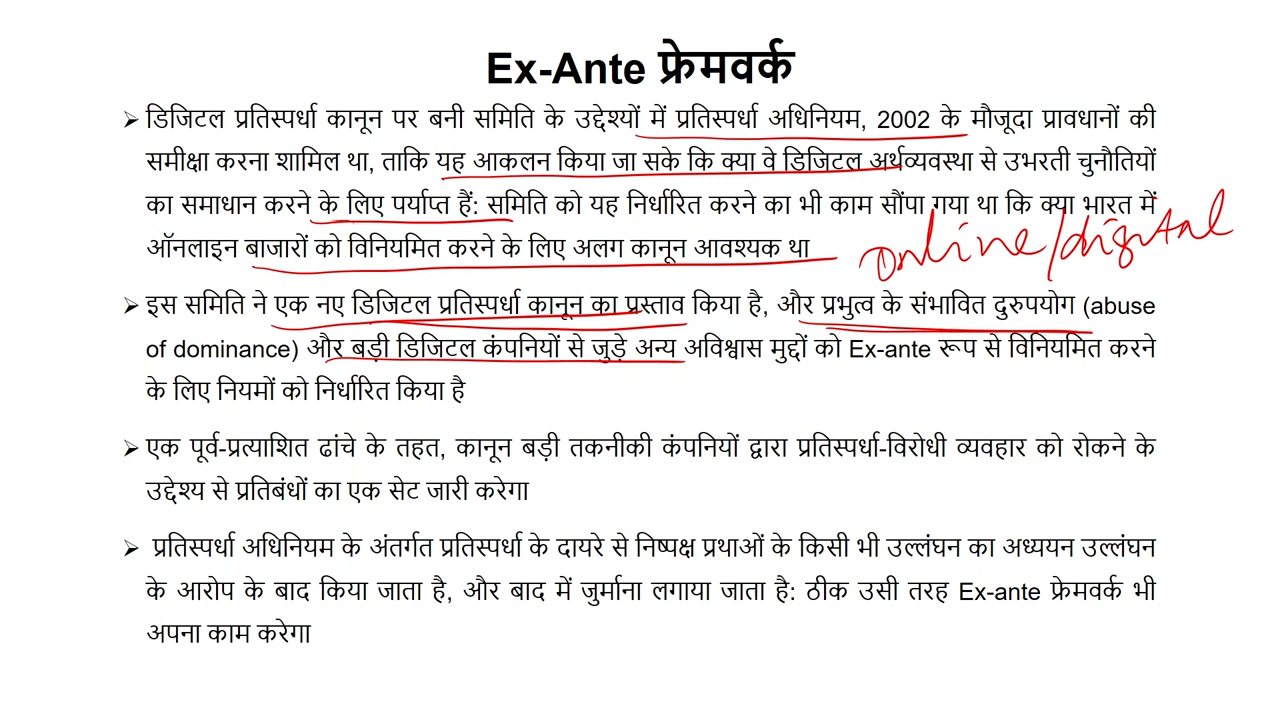 Ex-Ante फ्रेमवर्क
➢ डिजिटल प्रतिस्पर्धा कानून पर बनी समिति के उद्देश्यों में प्रतिस्पर्धा अधिनियम, 2002 के मौजूदा प्रावधानों की
समीक्षा करना शामिल था, ताकि यह आकलन किया जा सके कि क्या वे डिजिटल अर्थव्यवस्था से उभरती चुनौतियों
का समाधान करने के लिए पर्याप्त हैं: समिति को यह निर्धारित करने का भी काम सौंपा गया था कि क्या भारत में
ऑनलाइन बाजारों को विनियमित करने के लिए अलग कानून आवश्यक था
online/digital
➢ इस समिति ने एक नए डिजिटल प्रतिस्पर्धा कानून का प्रस्ताव किया है, और प्रभुत्व के संभावित दुरुपयोग (abuse
of dominance) और बड़ी डिजिटल कंपनियों से जुड़े अन्य अविश्वास मुद्दों को Ex-ante रूप से विनियमित करने
के लिए नियमों को निर्धारित किया है
➢ एक पूर्व-प्रत्याशित ढांचे के तहत, कानून बड़ी तकनीकी कंपनियों द्वारा प्रतिस्पर्धा-विरोधी व्यवहार को रोकने के
उद्देश्य से प्रतिबंधों का एक सेट जारी करेगा
➢ प्रतिस्पर्धा अधिनियम के अंतर्गत प्रतिस्पर्धा के दायरे से निष्पक्ष प्रथाओं के किसी भी उल्लंघन का अध्ययन उल्लंघन
के आरोप के बाद किया जाता है, और बाद में जुर्माना लगाया जाता है: ठीक उसी तरह Ex-ante फ्रेमवर्क भी
अपना काम करेगा